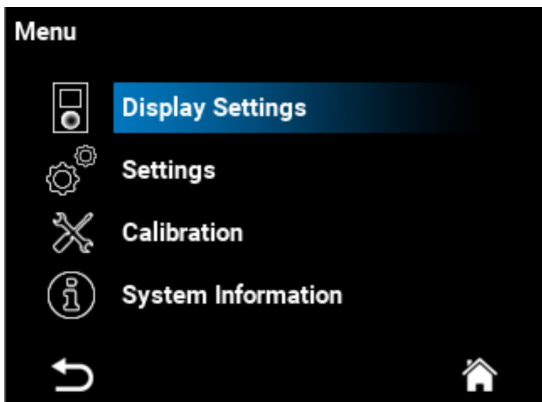 Menu
Display Settings
Settings
Calibration
System Information